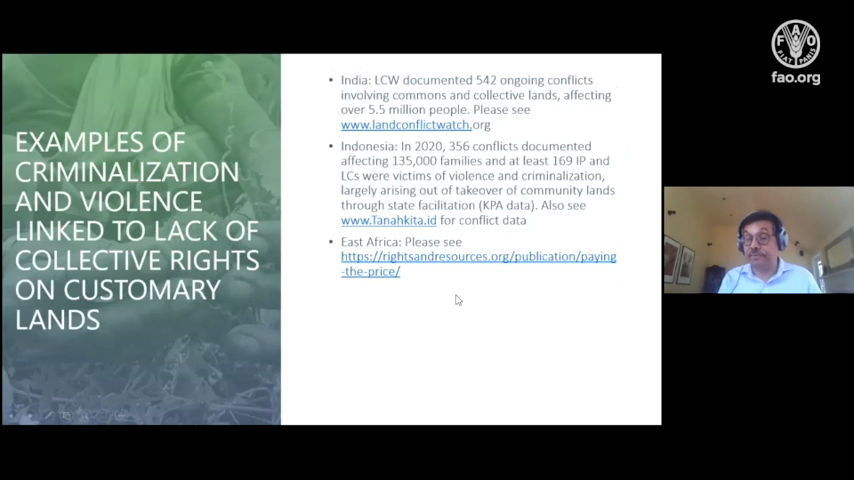 EXAMPLES OF
CRIMINALIZATION
AND VIOLENCE
LINKED TO LACK OF
COLLECTIVE RIGHTS
ON CUSTOMARY
LANDS
• India: LCW documented 542 ongoing conflicts
involving commons and collective lands, affecting
over 5.5 million people. Please see
www.landconflictwatch.org
• Indonesia: In 2020, 356 conflicts documented
affecting 135,000 families and at least 169 IP and
LCs were victims of violence and criminalization,
largely arising out of takeover of community lands
through state facilitation (KPA data). Also see
www.Tanahkita.id for conflict data
• East Africa: Please see
https://rightsandresources.org/publication/paying
-the-price/
F A O
FIAT PANIS
fao.org